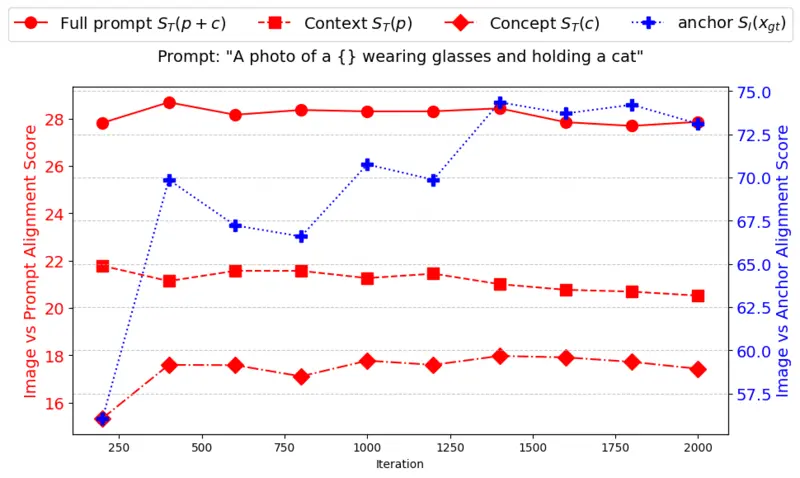 Full prompt S_T(p + c)
Context S_T(p)
Concept S_T(c)
anchor S_I(x_gt)
Prompt: "A photo of a {} wearing glasses and holding a cat"
Image vs Prompt Alignment Score
28
26
24
22
20
18
16
75.0
72.5
70.0
67.5
65.0
62.5
60.0
57.5
Image vs Anchor Alignment Score
250
500
750
1000
1250
1500
1750
2000
Iteration